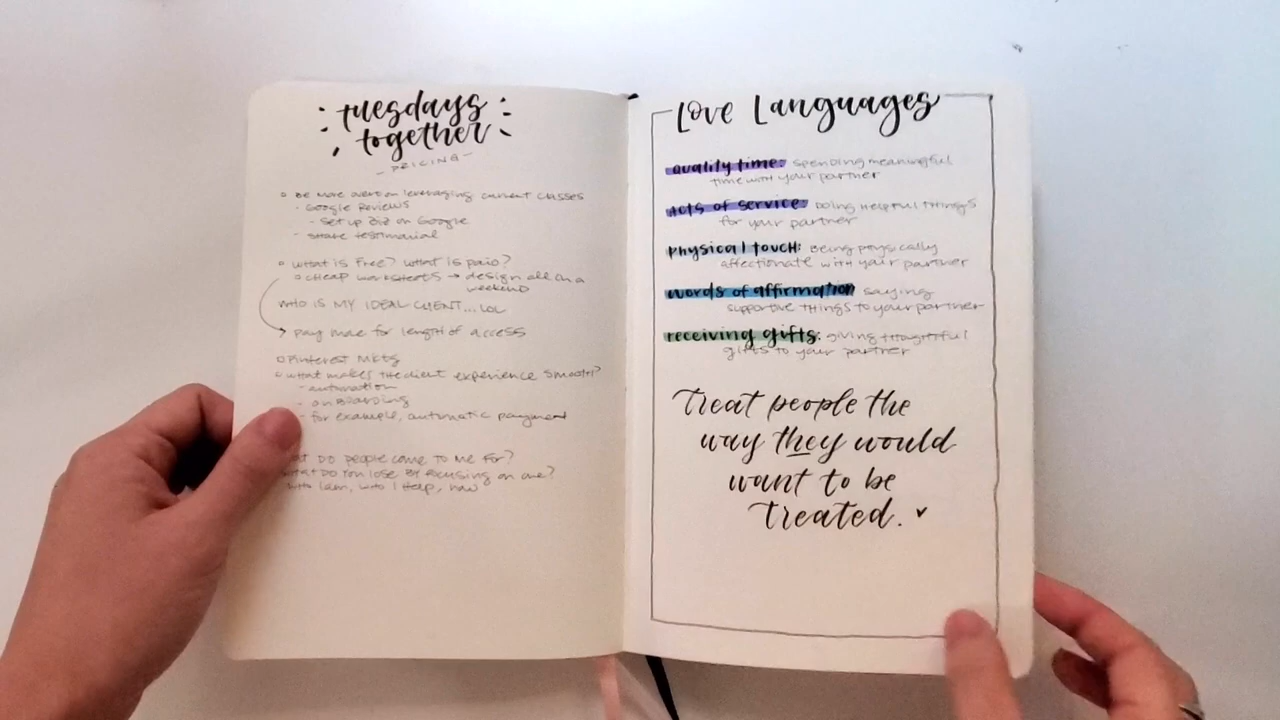 tuesdays
together
- PRICING -
Be more overt on leveraging current classes
- Google Reviews
- Set up Biz on Google
- share testimonial
What is free? What is paid?
cheap worksheets → design all on a
weekend
WHO IS MY IDEAL CLIENT... LOL
pay more for length of access
Pinterest Mktg
What makes the client experience smooth?
- automation
- onboarding
- for example, automatic payment
DO people come to me for?
What DO YOU lose BY focusing on one?
Who I am, who I help, how
Love Languages
quality time: spending meaningful
time with your partner
acts of service: Doing Helpful things
for your partner
physical touch: Being physically
affectionate with your partner
words of affirmation saying
supportive things to your partner
receiving gifts: giving thoughtful
gifts to your partner
treat people the
way they would
want to be
treated. ♥